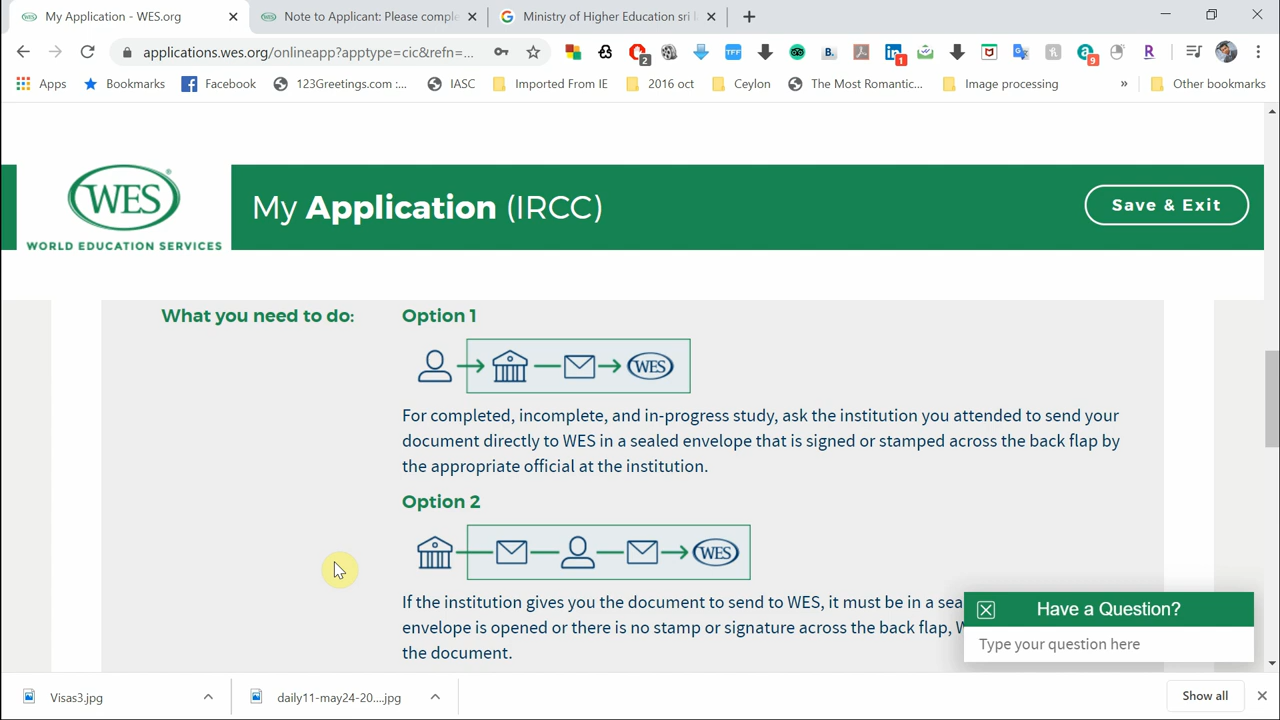 My Application - WES.org
Note to Applicant: Please comple
Ministry of Higher Education sri l
applications.wes.org/onlineapp?apptype=cic&refn=...
2
TFF
B.
1
a
9
R
Apps
Bookmarks
Facebook
123Greetings.com :...
IASC
Imported From IE
2016 oct
Ceylon
The Most Romantic...
Image processing
»
Other bookmarks
WES
WORLD EDUCATION SERVICES
My Application (IRCC)
Save & Exit
What you need to do:
Option 1
WES
For completed, incomplete, and in-progress study, ask the institution you attended to send your
document directly to WES in a sealed envelope that is signed or stamped across the back flap by
the appropriate official at the institution.
Option 2
WES
If the institution gives you the document to send to WES, it must be in a sea
envelope is opened or there is no stamp or signature across the back flap, W
the document.
Have a Question?
Type your question here
Visas3.jpg
daily11-may24-20....jpg
Show all